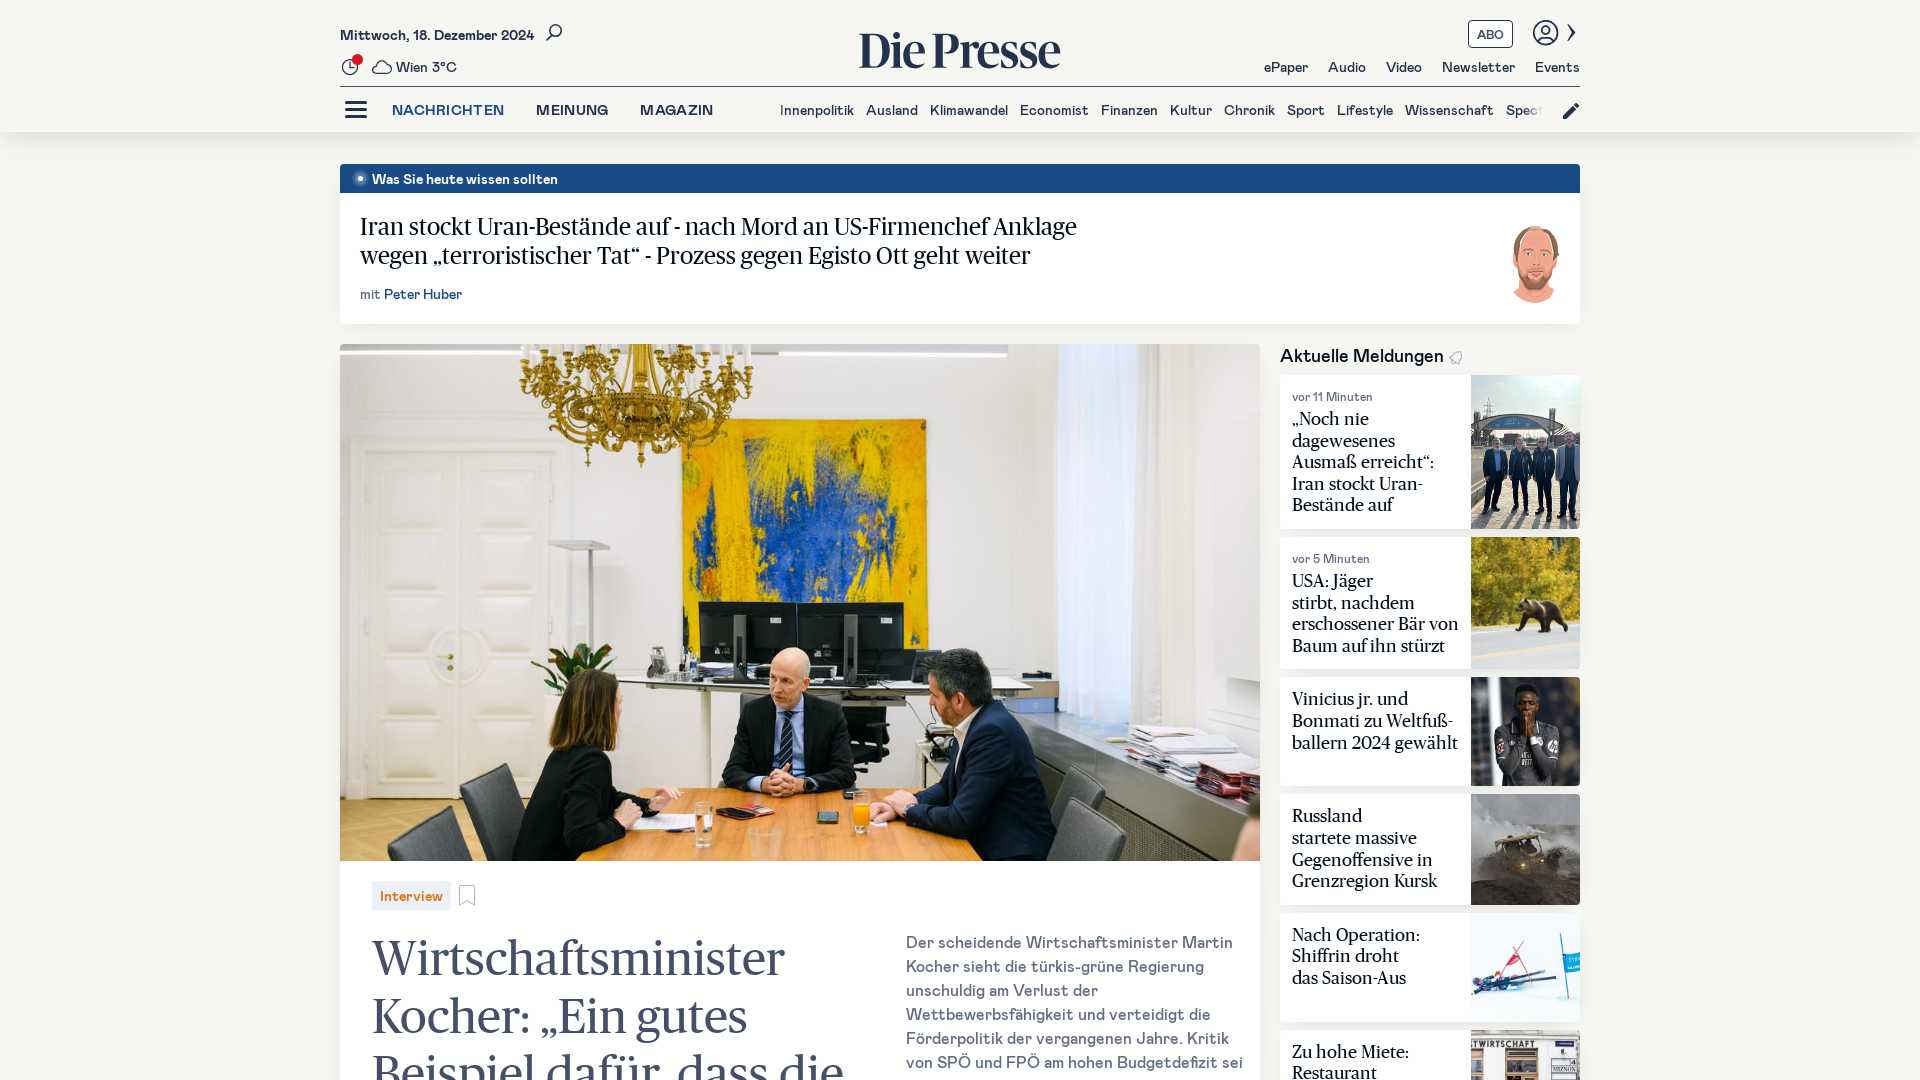 Mittwoch, 18. Dezember 2024
Wien 3°C
Die Presse
ABO
ePaper Audio Video Newsletter Events
NACHRICHTEN MEINUNG MAGAZIN
Innenpolitik Ausland Klimawandel Economist Finanzen Kultur Chronik Sport Lifestyle Wissenschaft Spect
Was Sie heute wissen sollten
Iran stockt Uran-Bestände auf - nach Mord an US-Firmenchef Anklage
wegen „terroristischer Tat“ - Prozess gegen Egisto Ott geht weiter
mit Peter Huber
Interview
Wirtschaftsminister
Kocher: „Ein gutes
Beispiel dafür, dass die
Der scheidende Wirtschaftsminister Martin
Kocher sieht die türkis-grüne Regierung
unschuldig am Verlust der
Wettbewerbsfähigkeit und verteidigt die
Förderpolitik der vergangenen Jahre. Kritik
von SPÖ und FPÖ am hohen Budgetdefizit sei
Aktuelle Meldungen
vor 11 Minuten
„Noch nie
dagewesenes
Ausmaß erreicht“:
Iran stockt Uran-
Bestände auf
vor 5 Minuten
USA: Jäger
stirbt, nachdem
erschossener Bär von
Baum auf ihn stürzt
Vinicius jr. und
Bonmati zu Weltfuß-
ballern 2024 gewählt
Russland
startete massive
Gegenoffensive in
Grenzregion Kursk
Nach Operation:
Shiffrin droht
das Saison-Aus
Zu hohe Miere:
Restaurant
STWIRTSCHAFT